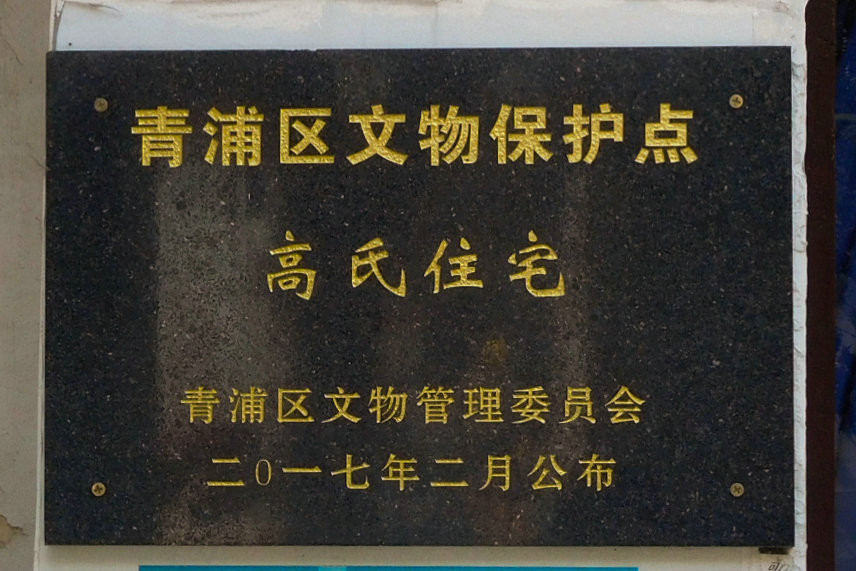 青浦区文物保护点
高氏住宅
青浦区文物管理委员会
二0一七年二月公布